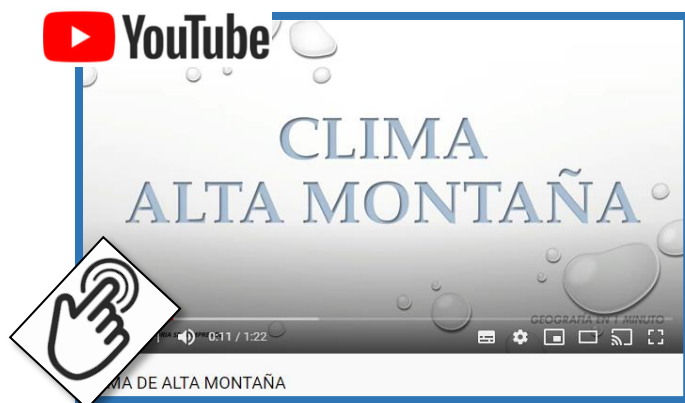 YouTube
CLIMA
ALTA MONTAÑA
GEOGRAFÍA EN 1 MINUTO
0:11 / 1:22
MA DE ALTA MONTAÑA